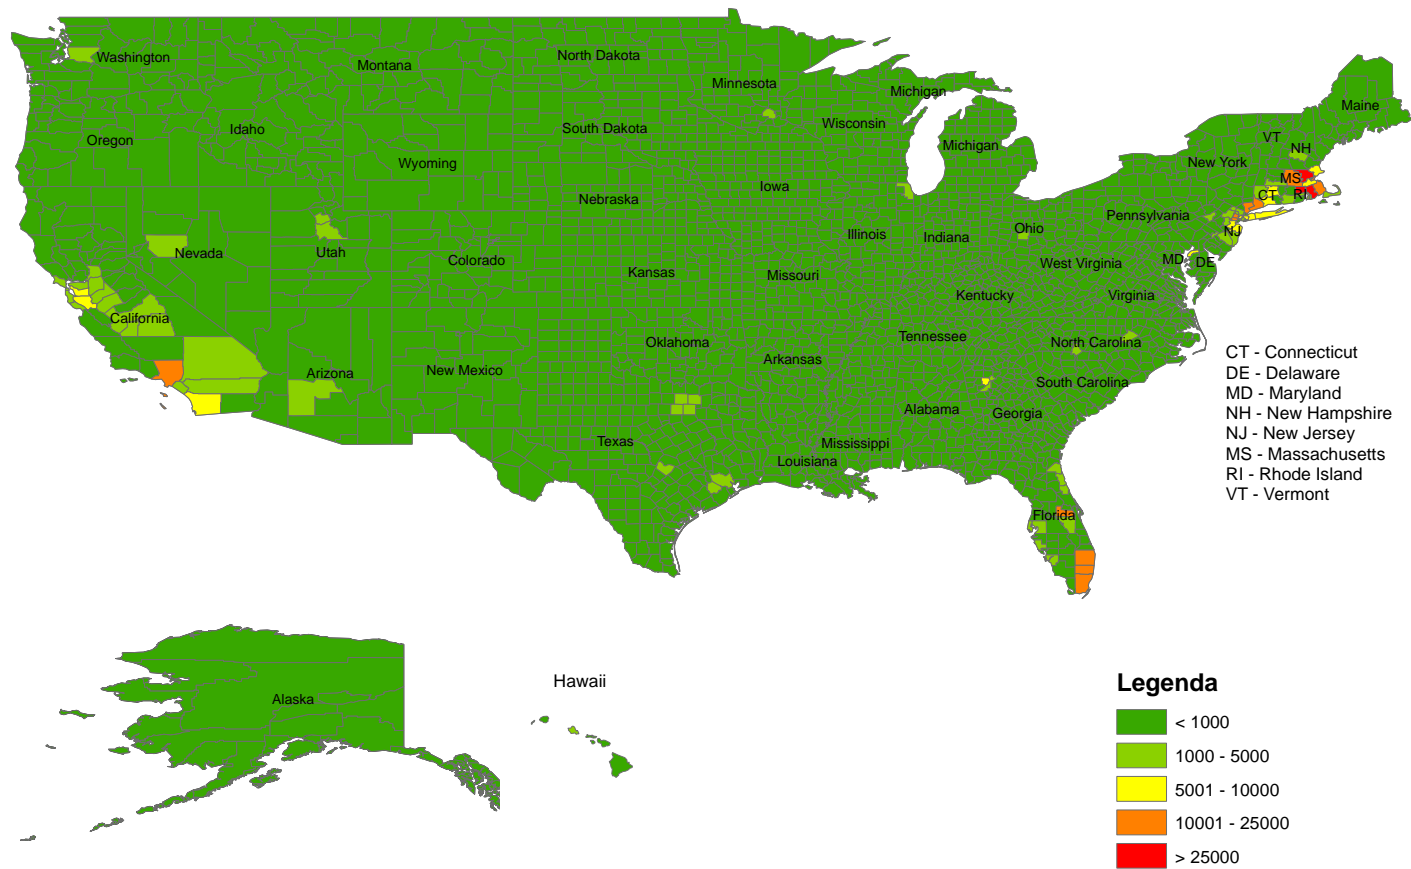 Washington
Montana
North Dakota
Minnesota
Michigan
Maine
Oregon
Idaho
South Dakota
Wisconsin
Michigan
VT
NH
New York
Wyoming
MS
Nebraska
Iowa
CT
RI
Pennsylvania
NJ
Nevada
Utah
Colorado
Illinois
Indiana
Ohio
West Virginia
MD
DE
Kansas
Missouri
Kentucky
Virginia
California
Oklahoma
Tennessee
North Carolina
Arizona
New Mexico
Arkansas
South Carolina
Alabama
Georgia
Texas
Mississippi
Louisiana
Florida
CT - Connecticut
DE - Delaware
MD - Maryland
NH - New Hampshire
NJ - New Jersey
MS - Massachusetts
RI - Rhode Island
VT - Vermont
Alaska
Hawaii
Legenda
< 1000
1000 - 5000
5001 - 10000
10001 - 25000
> 25000